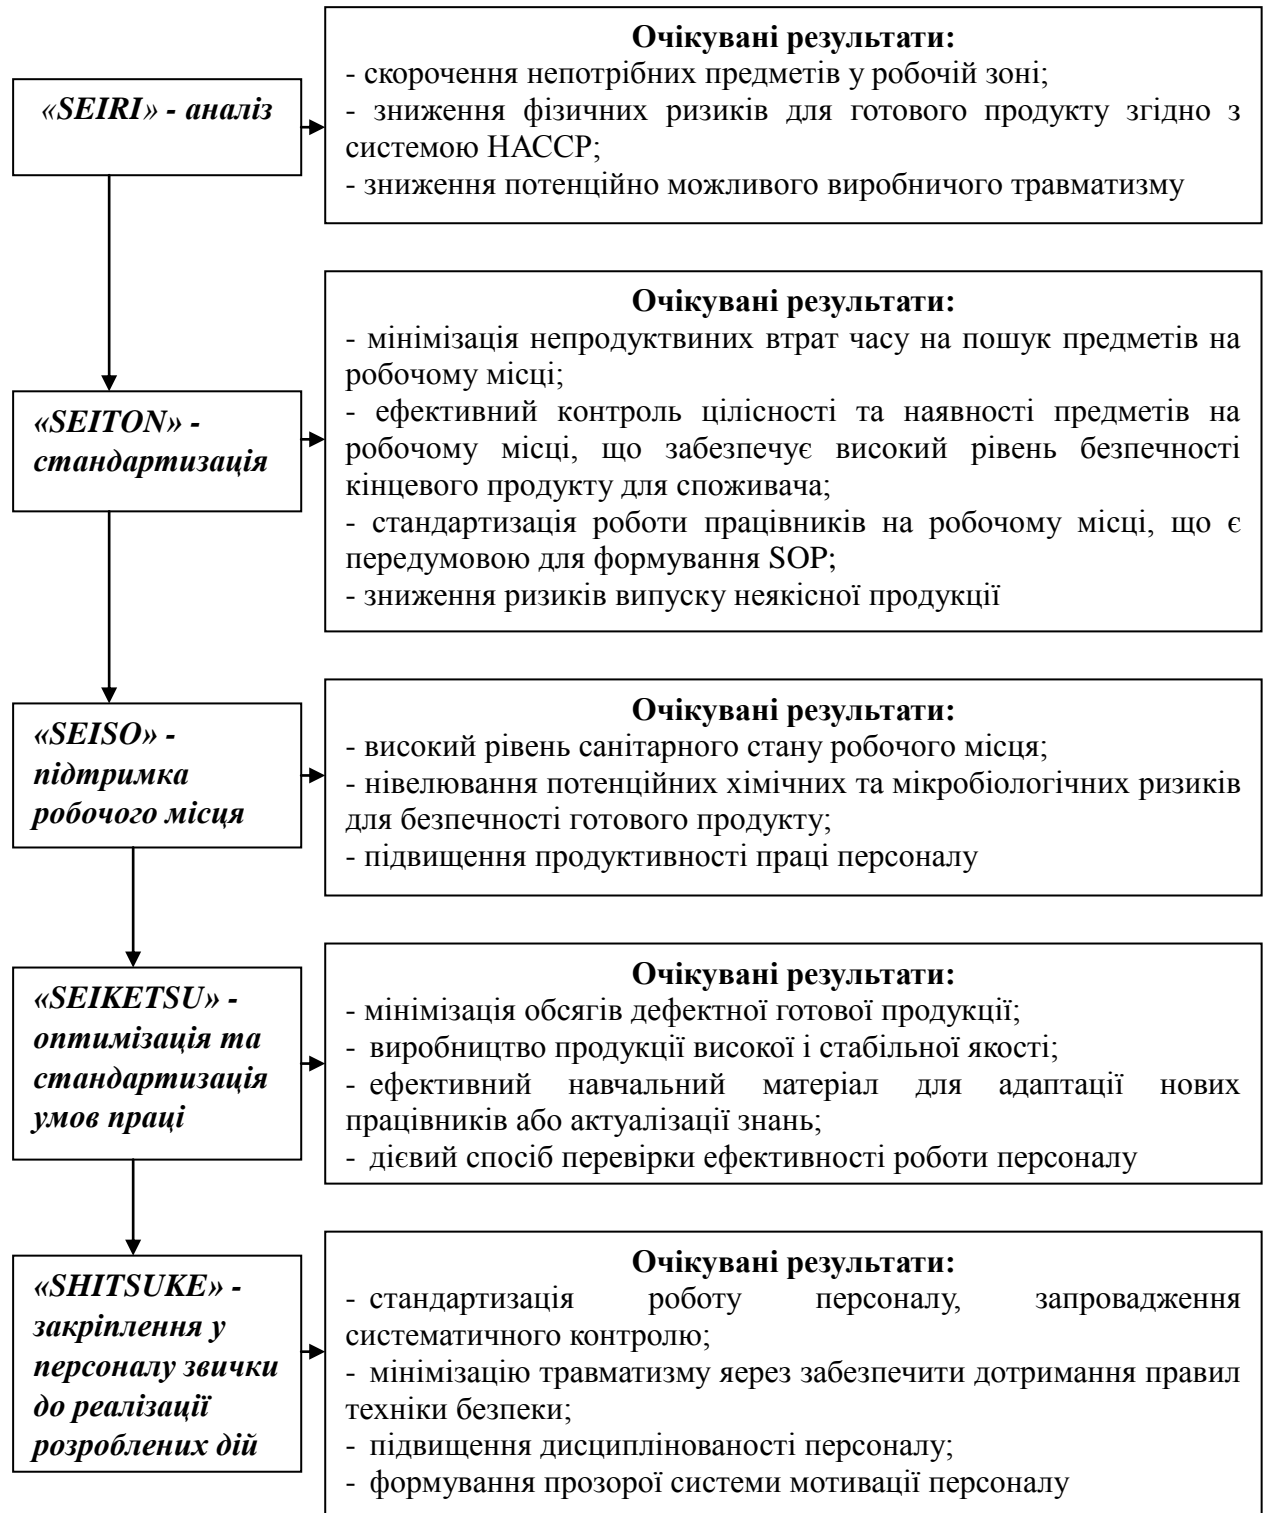 «SEIRI» - аналіз
Очікувані результати:
- скорочення непотрібних предметів у робочій зоні;
- зниження фізичних ризиків для готового продукту згідно з
системою НАССР;
- зниження потенційно можливого виробничого травматизму
«SEITON» -
стандартизація
Очікувані результати:
- мінімізація непродуктвиних втрат часу на пошук предметів на
робочому місці;
- ефективний контроль цілісності та наявності предметів на
робочому місці, що забезпечує високий рівень безпечності
кінцевого продукту для споживача;
- стандартизація роботи працівників на робочому місці, що є
передумовою для формування SOP;
- зниження ризиків випуску неякісної продукції
«SEISO» -
підтримка
робочого місця
Очікувані результати:
- високий рівень санітарного стану робочого місця;
- нівелювання потенційних хімічних та мікробіологічних ризиків
для безпечності готового продукту;
- підвищення продуктивності праці персоналу
«SEIKETSU» -
оптимізація та
стандартизація
умов праці
Очікувані результати:
- мінімізація обсягів дефектної готової продукції;
- виробництво продукції високої і стабільної якості;
- ефективний навчальний матеріал для адаптації нових
працівників або актуалізації знань;
- дієвий спосіб перевірки ефективності роботи персоналу
«SHITSUKE» -
закріплення у
персоналу звички
до реалізації
розроблених дій
Очікувані результати:
- стандартизація роботу персоналу, запровадження
систематичного контролю;
- мінімізацію травматизму яерез забезпечити дотримання правил
техніки безпеки;
- підвищення дисциплінованості персоналу;
- формування прозорої системи мотивації персоналу